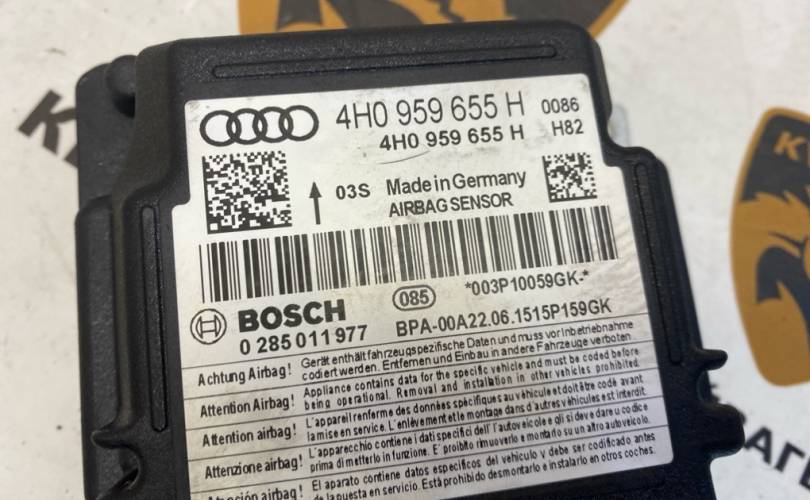 4H0 959 655 H 0086
4H0 959 655 H H82
03S Made in Germany
AIRBAG SENSOR
085 *003P10059GK-*
BOSCH
0 285 011 977 BPA-00A22.06.1515P159GK
Achtung Airbag! Gerät enthält fahrzeugspezifische Daten und muss vor Inbetriebnahme
codiert werden. Entfernen und Einbau in andere Fahrzeuge verboten.
Attention Airbag! Appliance contains data for the specific vehicle and must be coded before
being operational. Removal and installation in other vehicles prohibited.
Attention airbag! L'appareil renferme des données spécifiques au véhicule et doit être codé avant
la mise en service. L'enlèvement et le montage dans d'autres véhicules est interdit.
Attenzione airbag! L'apparecchio contiene i dati specifici dell'autoveicolo e gli si deve dare u codice
prima di metterlo in funzione. E' proibito rimuoverlo e montarlo su un altro autoveicolo.
Atención airbag! El aparato contiene datos específicos del vehículo y debe ser codificado antes
de la puesta en servicio. Está prohibido desmontarlo e instalarlo en otros coches.